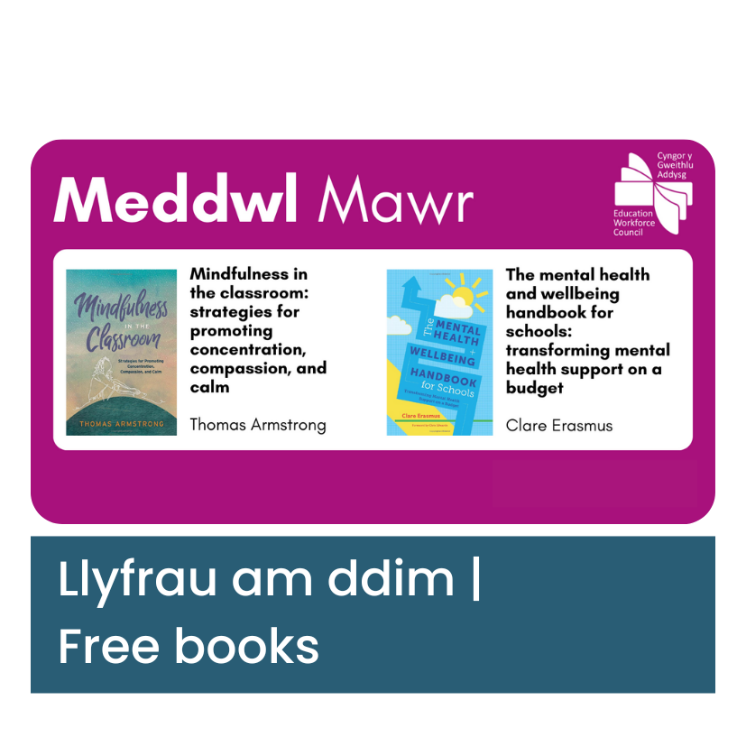 Meddwl Mawr
Cyngor y
Gweithlu
Addysg
Education
Workforce
Council
Mindfulness
IN THE
Classroom
Strategies for Promoting
Concentration,
Compassion, and Calm
THOMAS ARMSTRONG
Mindfulness in
the classroom:
strategies for
promoting
concentration,
compassion, and
calm
Thomas Armstrong
The
MENTAL
HEALTH
+
WELLBEING
HANDBOOK
for Schools
Clare Erasmus
The mental health
and wellbeing
handbook for
schools:
transforming mental
health support on a
budget
Clare Erasmus
Llyfrau am ddim |
Free books